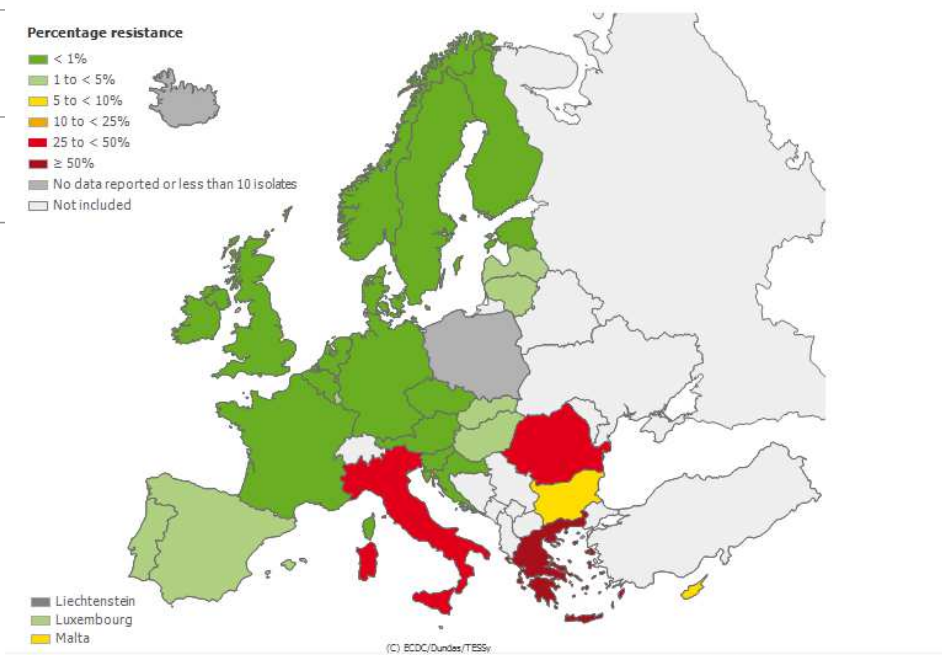 Percentage resistance
< 1%
1 to < 5%
5 to < 10%
10 to < 25%
25 to < 50%
≥ 50%
No data reported or less than 10 isolates
Not included
Liechtenstein
Luxembourg
Malta
(C) ECDC/Dundas/TESSy